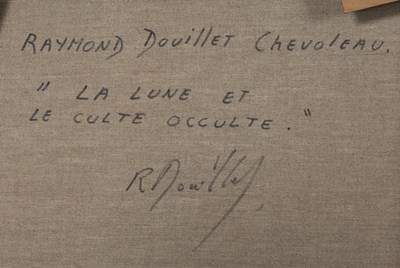 RAYMOND DOUILLET CHEVOLEAU.
" LA LUNE ET
LE CULTE OCCULTE. "
R Douillet